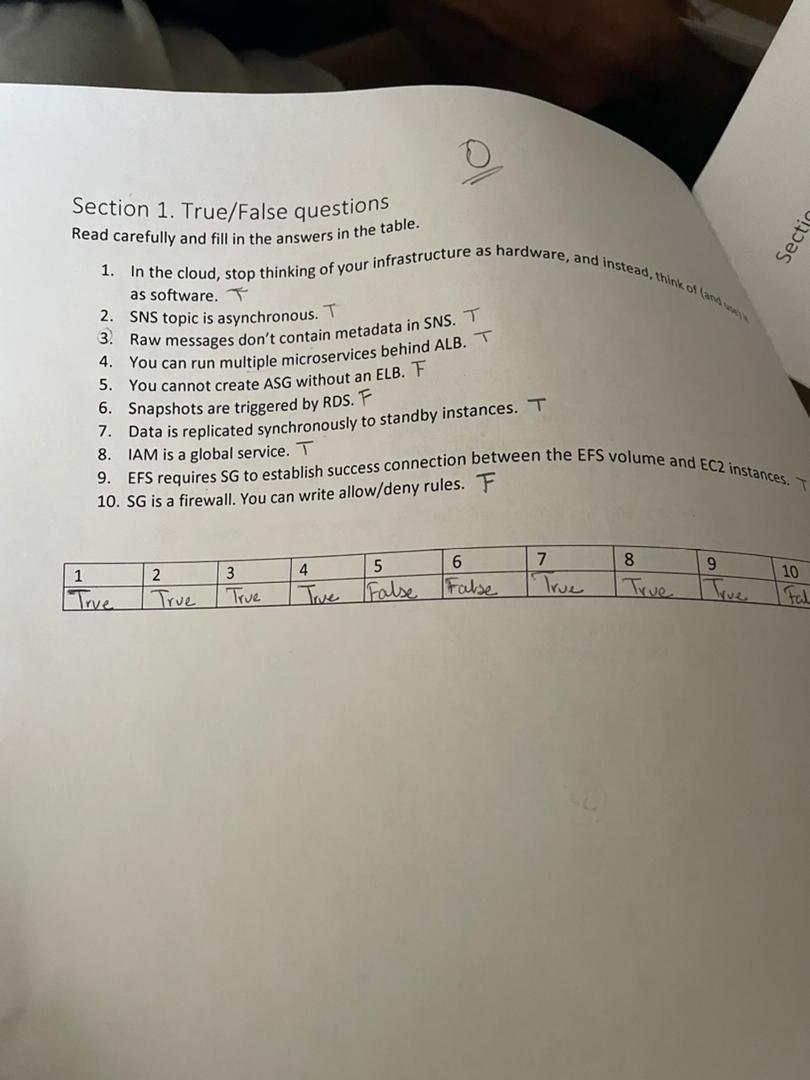 0
Section 1. True/False questions
Read carefully and fill in the answers in the table.
1. In the cloud, stop thinking of your infrastructure as hardware, and instead, think of (and use) it
as software. T
2. SNS topic is asynchronous. T
3. Raw messages don't contain metadata in SNS. T
4. You can run multiple microservices behind ALB. T
5. You cannot create ASG without an ELB. F
6. Snapshots are triggered by RDS. F
7. Data is replicated synchronously to standby instances. T
8. IAM is a global service. T
9. EFS requires SG to establish success connection between the EFS volume and EC2 instances. T
10. SG is a firewall. You can write allow/deny rules. F
1 2 3 4 5 6 7 8 9 10
True True True True False False True True True Fal
Sectio